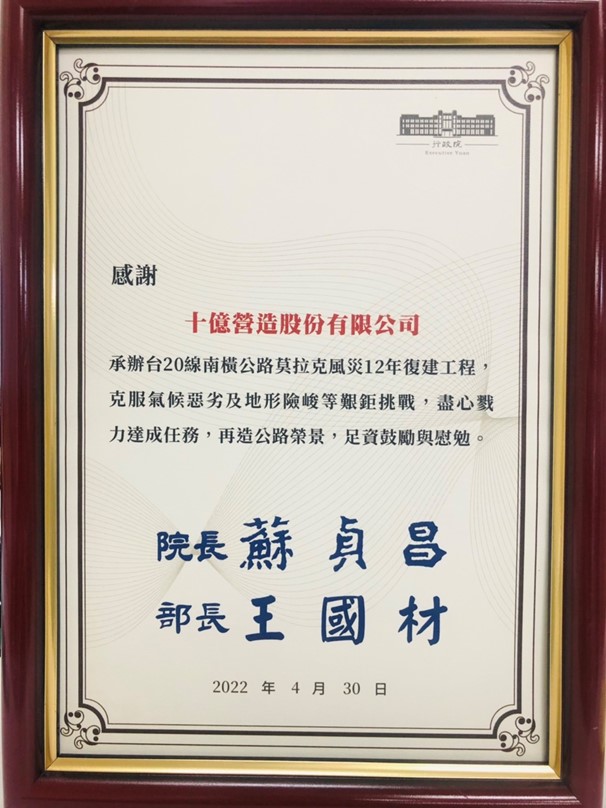 行政院
EXECUTIVE YUAN
感謝
十億營造股份有限公司
承辦台20線南橫公路莫拉克風災12年復建工程，
克服氣候惡劣及地形險峻等艱鉅挑戰，盡心戮
力達成任務，再造公路榮景，足資鼓勵與慰勉。
院長 蘇貞昌
部長 王國材
2022 年 4 月 30 日